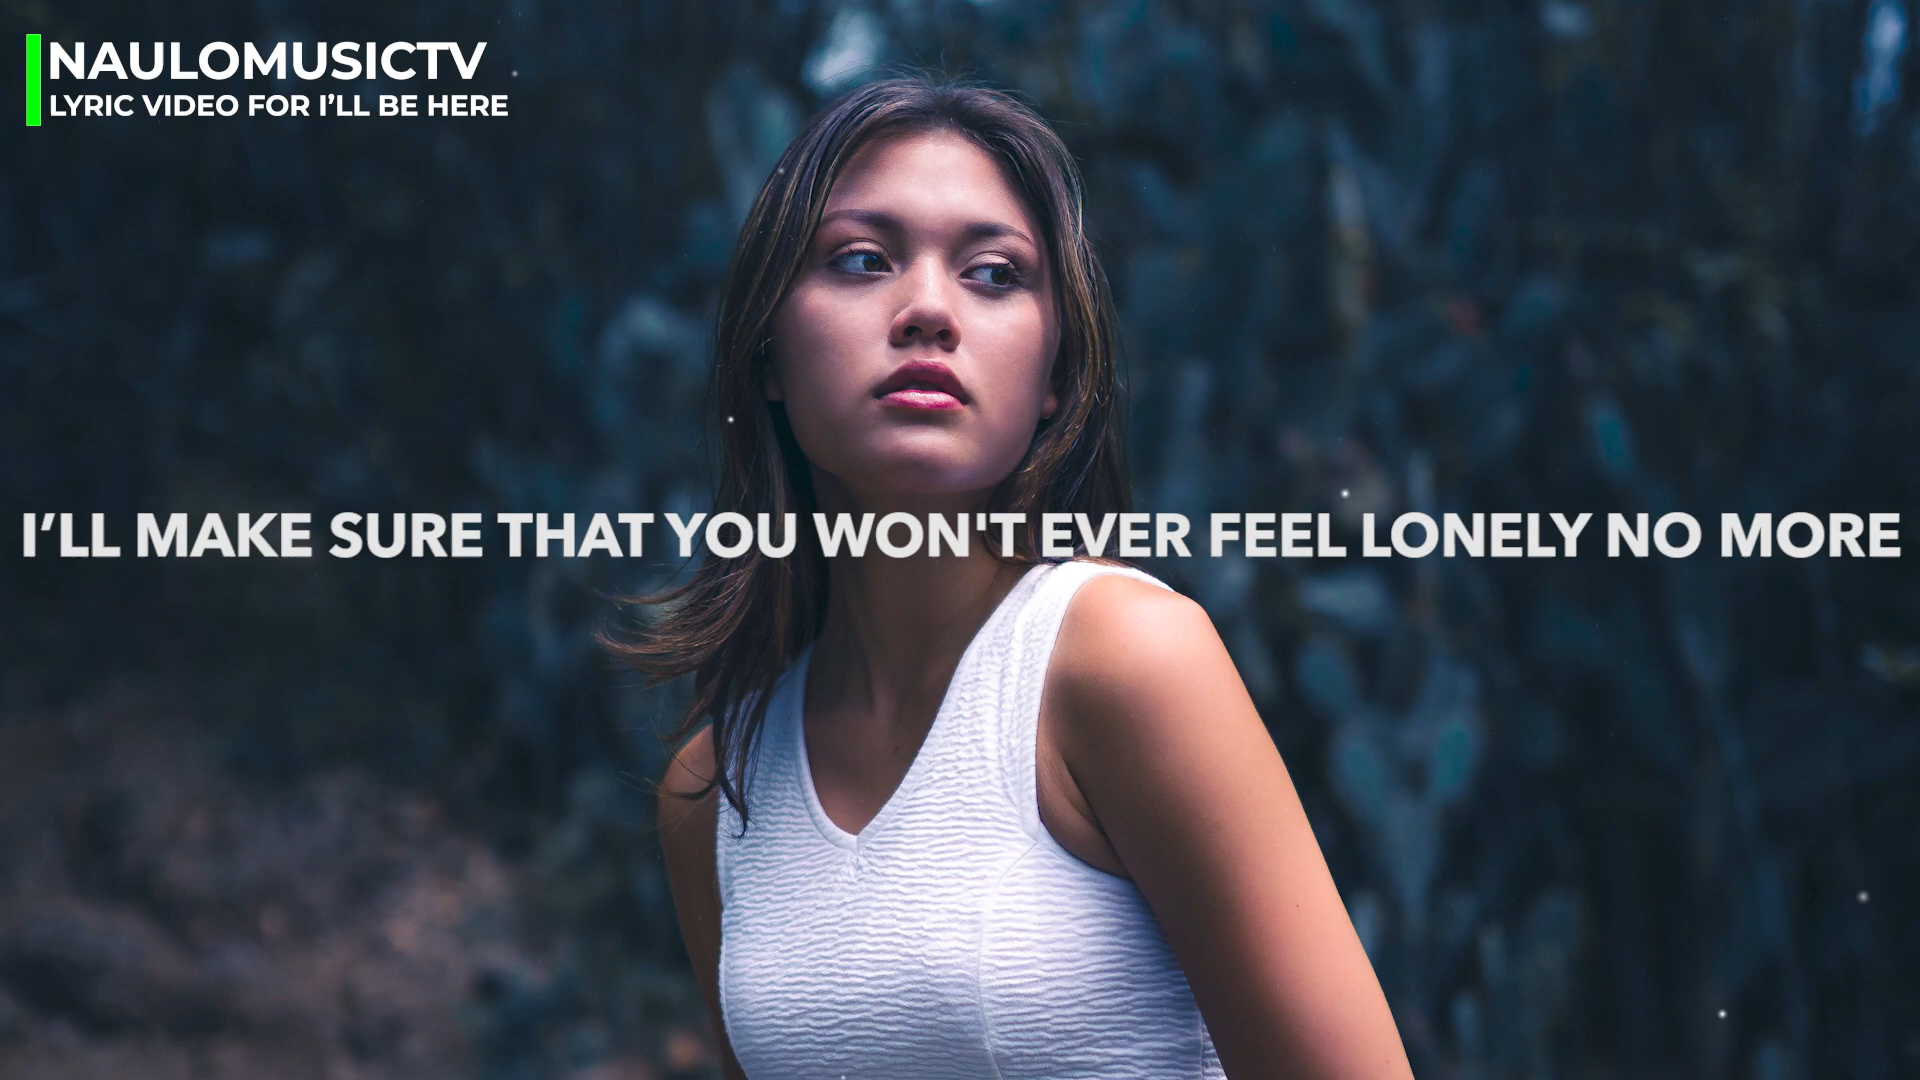 NAULOMUSICTV
LYRIC VIDEO FOR I’LL BE HERE
I’LL MAKE SURE THAT YOU WON'T EVER FEEL LONELY NO MORE